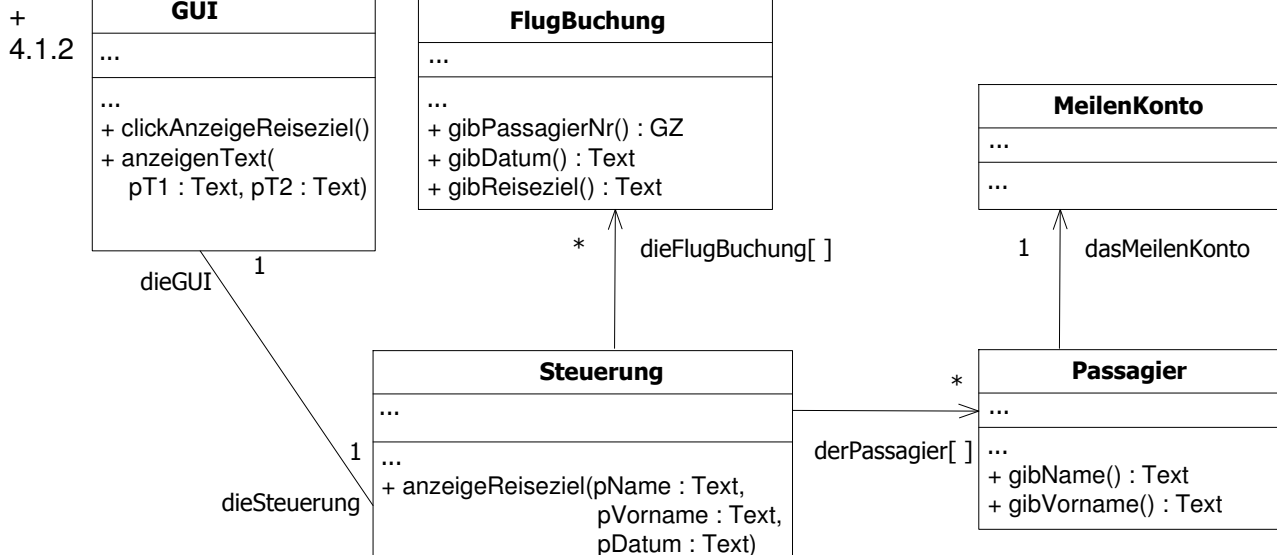 +
4.1.2
GUI
...
...
+ clickAnzeigeReiseziel()
+ anzeigenText(
pT1 : Text, pT2 : Text)
FlugBuchung
...
...
+ gibPassagierNr() : GZ
+ gibDatum() : Text
+ gibReiseziel() : Text
MeilenKonto
...
...
* dieFlugBuchung[ ]
1 dasMeilenKonto
1
dieGUI
Steuerung
...
...
+ anzeigeReiseziel(pName : Text,
pVorname : Text,
pDatum : Text)
1
dieSteuerung
*
derPassagier[ ]
Passagier
...
...
+ gibName() : Text
+ gibVorname() : Text